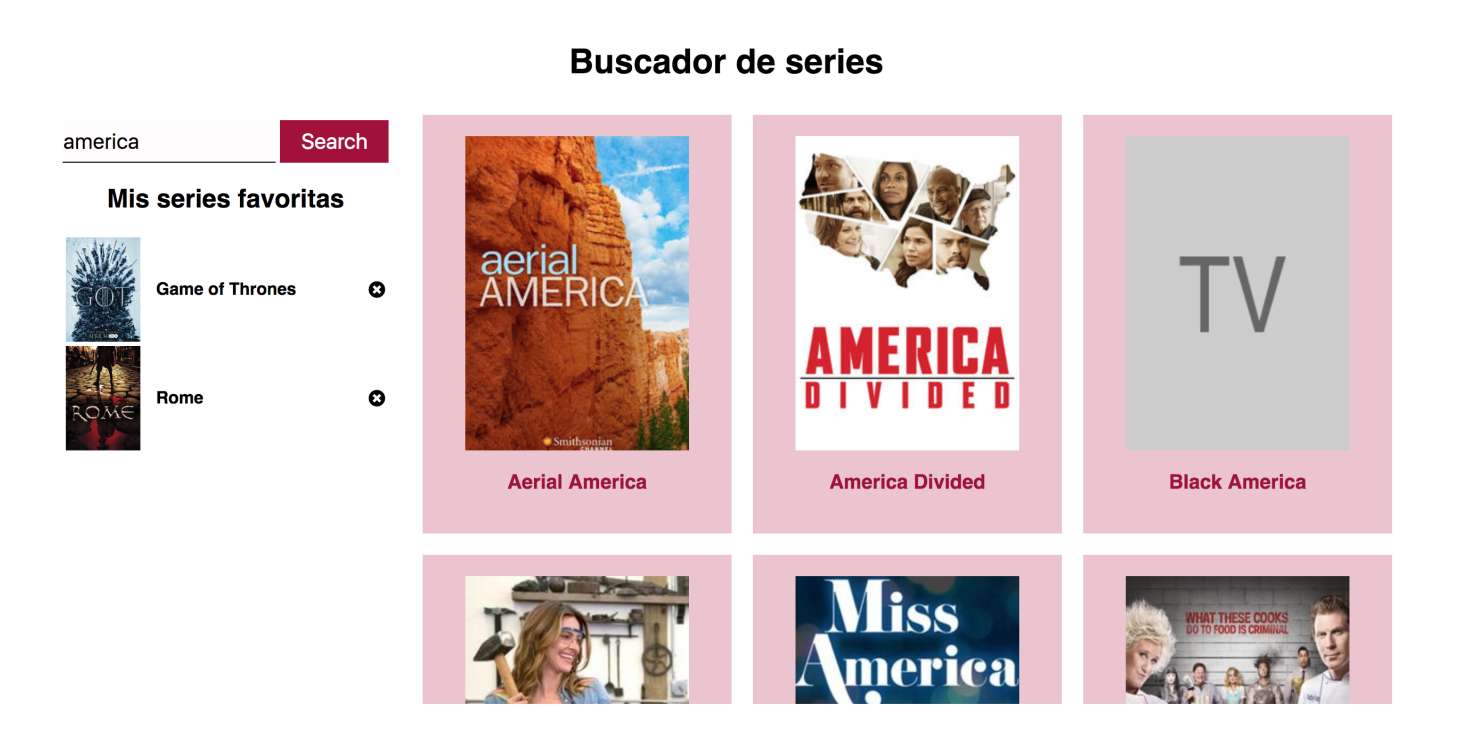 Buscador de series
america
Search
Mis series favoritas
GOT
Game of Thrones
ROME
Rome
aerial
AMERICA
Smithsonian
CHANNEL
Aerial America
AMERICA
DIVIDED
America Divided
TV
Black America
Miss
America
WHAT THESE COOKS
DO TO FOOD IS CRIMINAL